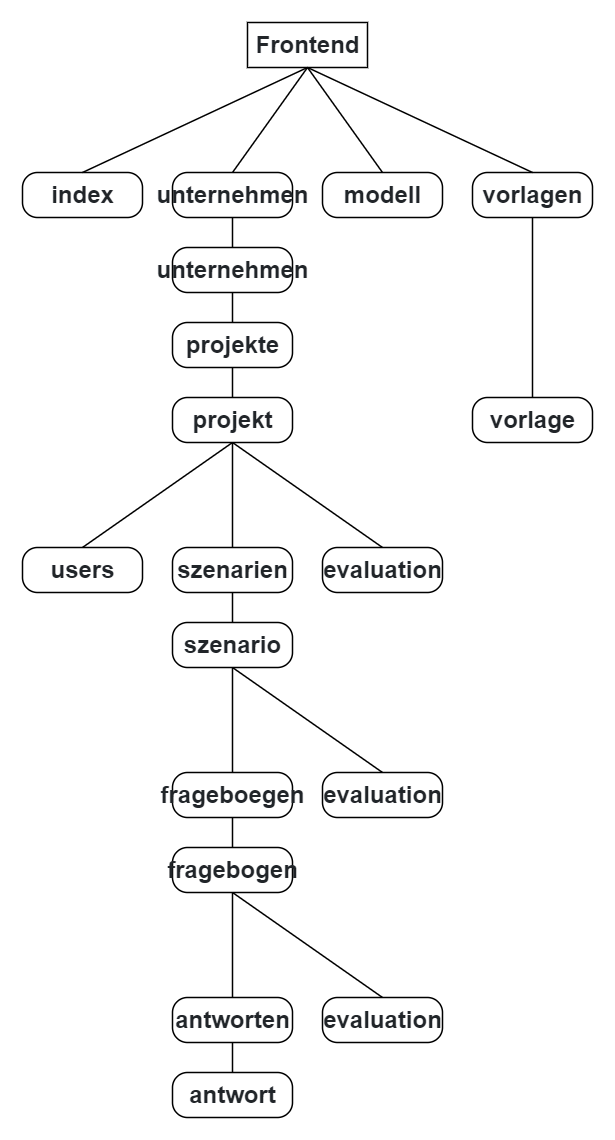 Frontend
index
unternehmen
modell
vorlagen
unternehmen
projekte
projekt
vorlage
users
szenarien
evaluation
szenario
frageboegen
evaluation
fragebogen
antworten
evaluation
antwort